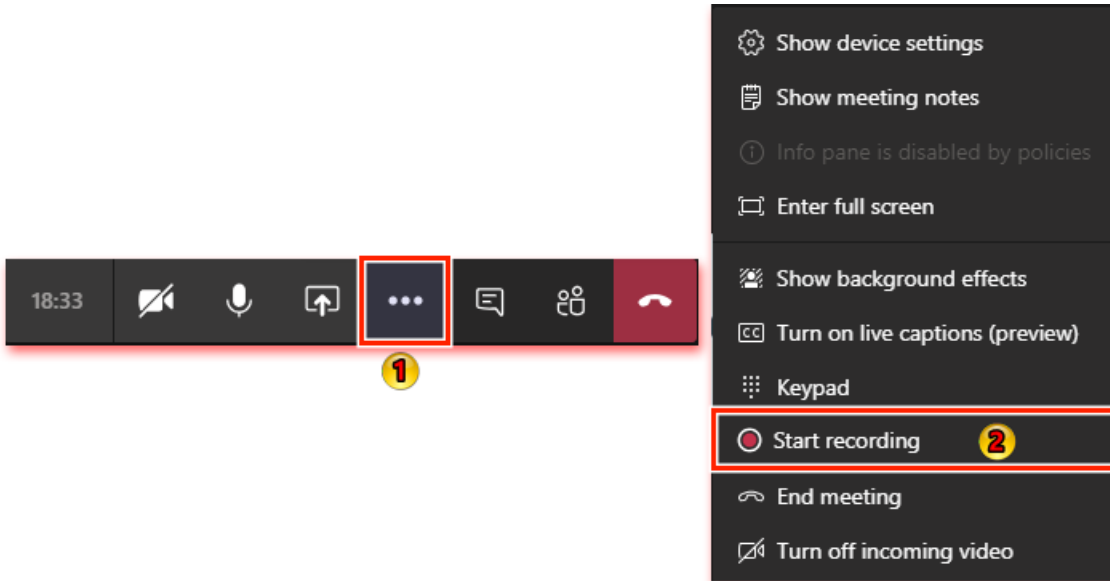 18:33
1
Show device settings
Show meeting notes
Info pane is disabled by policies
Enter full screen
Show background effects
CC Turn on live captions (preview)
Keypad
Start recording 2
End meeting
Turn off incoming video